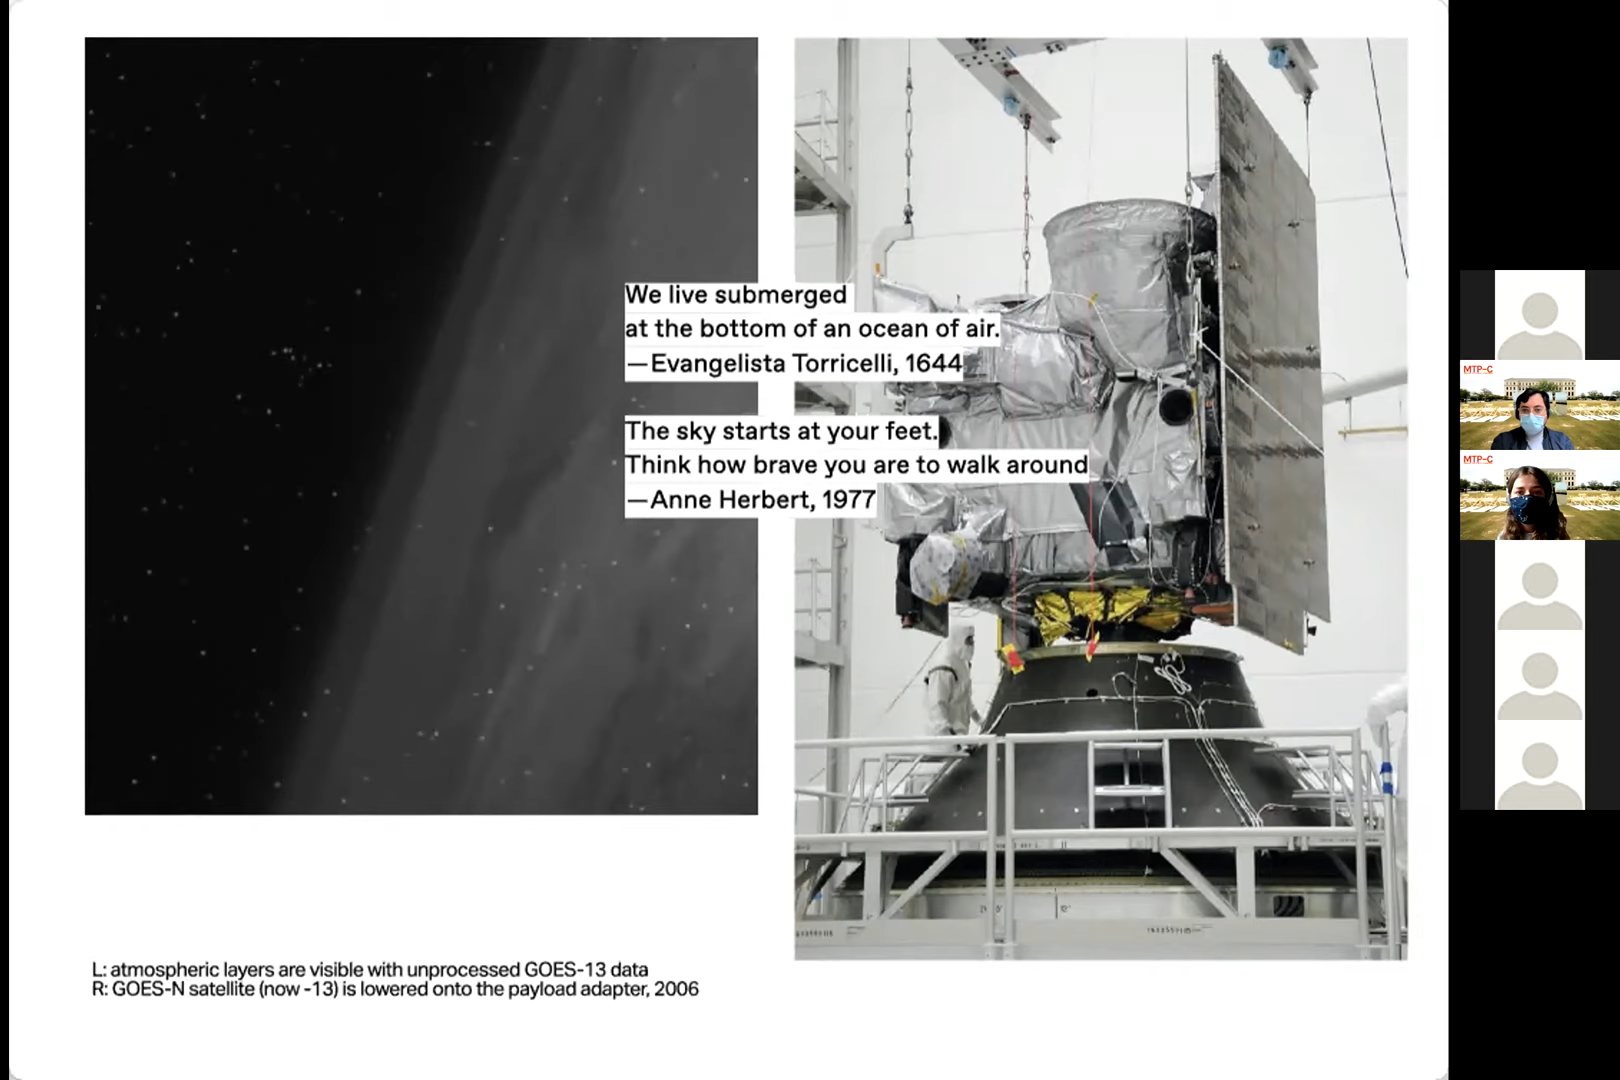 We live submerged
at the bottom of an ocean of air.
—Evangelista Torricelli, 1644
The sky starts at your feet.
Think how brave you are to walk around
—Anne Herbert, 1977
L: atmospheric layers are visible with unprocessed GOES-13 data
R: GOES-N satellite (now -13) is lowered onto the payload adapter, 2006
MTP-C
MTP-C